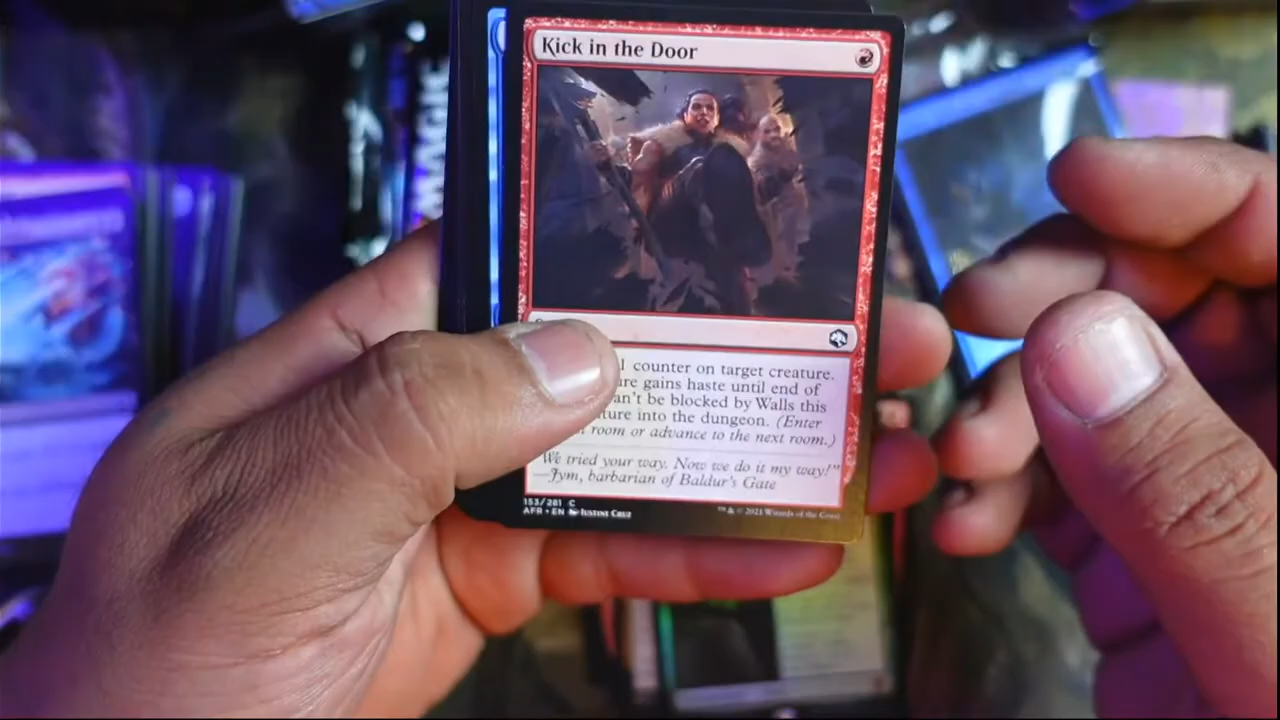 Kick in the Door
1 counter on target creature.
ure gains haste until end of
an't be blocked by Walls this
ture into the dungeon. (Enter
room or advance to the next room.)
We tried your way. Now we do it my way!"
—Jym, barbarian of Baldur's Gate
153/281 C
AFR • EN Justine Cruz
™ & © 2021 Wizards of the Coast